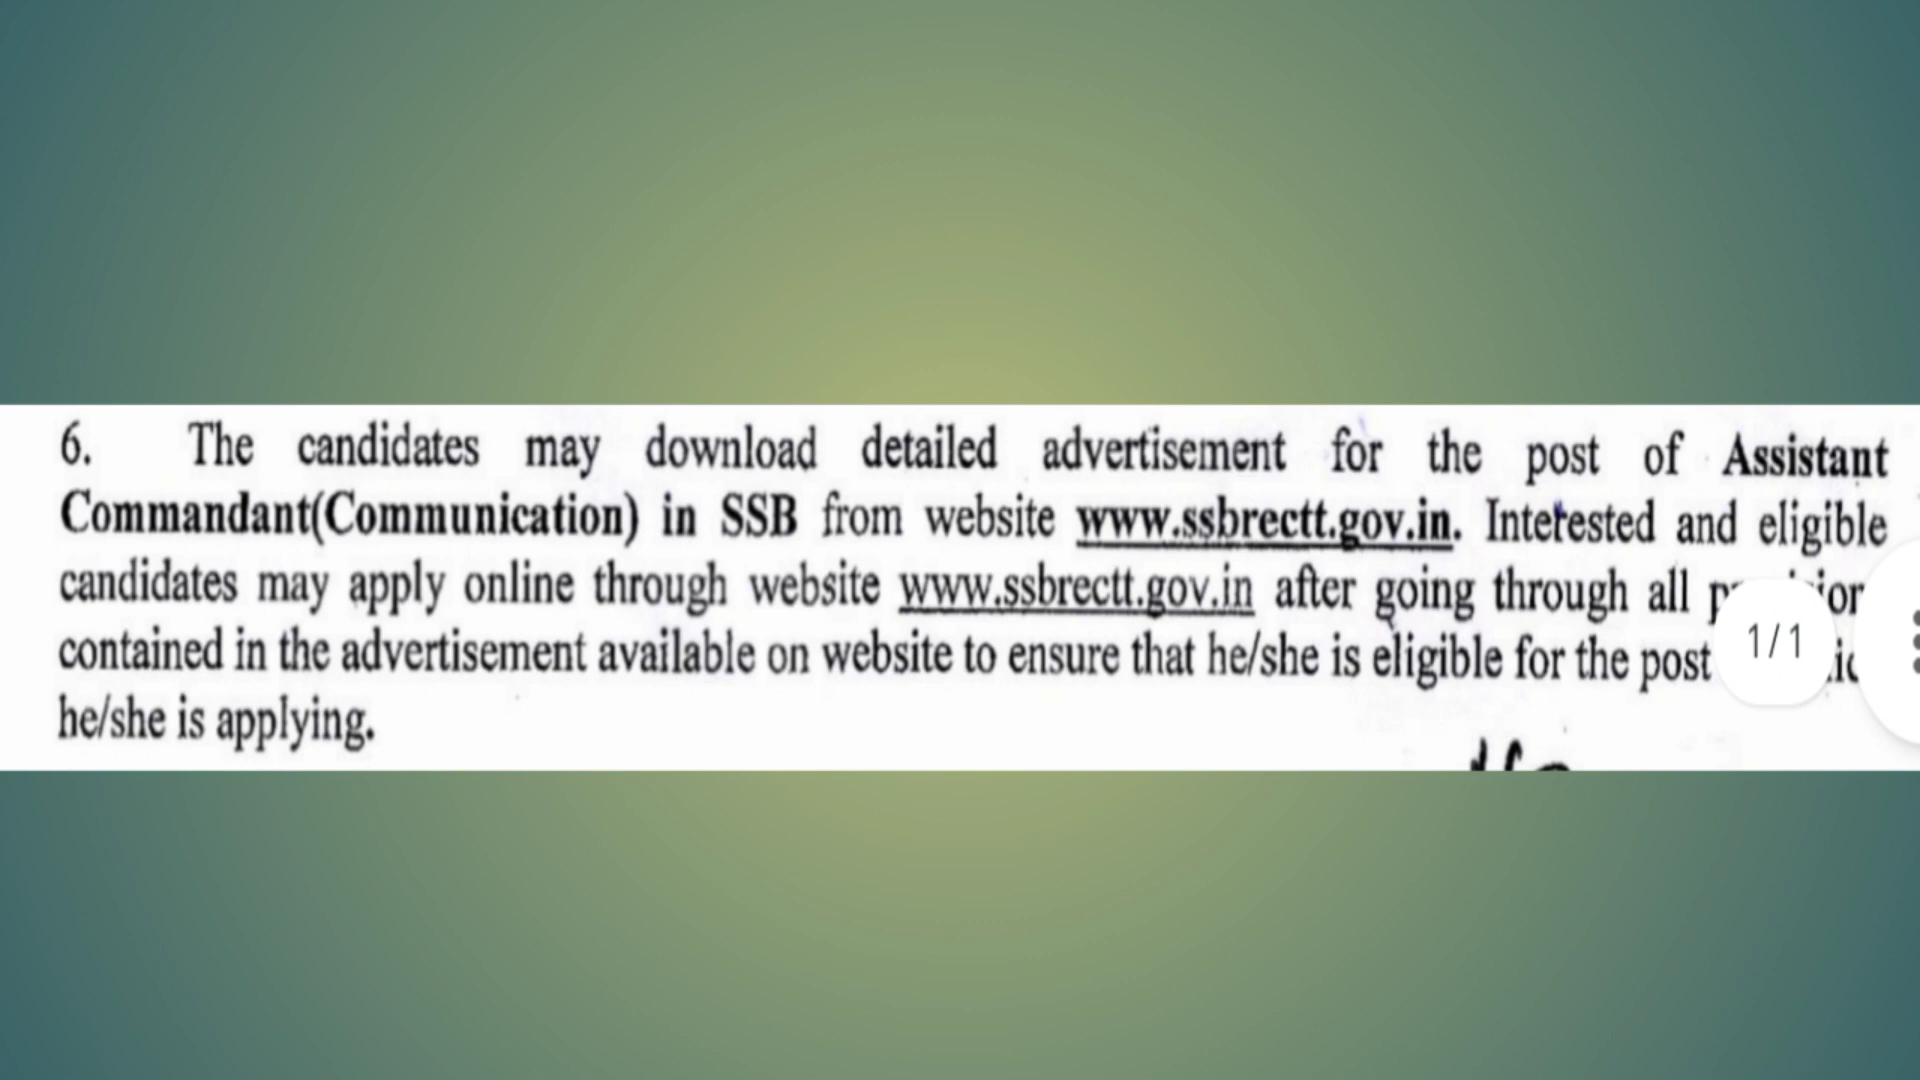 6. The candidates may download detailed advertisement for the post of Assistant
Commandant(Communication) in SSB from website www.ssbrectt.gov.in. Interested and eligible
candidates may apply online through website www.ssbrectt.gov.in after going through all
contained in the advertisement available on website to ensure that he/she is eligible for the post
he/she is applying.
1/1